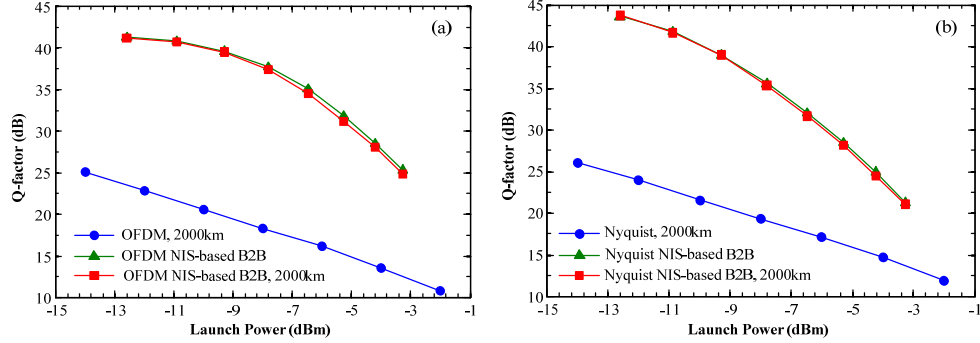 (a)
45
40
35
30
25
20
15
10
Q-factor (dB)
OFDM, 2000km
OFDM NIS-based B2B
OFDM NIS-based B2B, 2000km
-15 -13 -11 -9 -7 -5 -3 -1
Launch Power (dBm)
(b)
45
40
35
30
25
20
15
10
Q-factor (dB)
Nyquist, 2000km
Nyquist NIS-based B2B
Nyquist NIS-based B2B, 2000km
-15 -13 -11 -9 -7 -5 -3 -1
Launch Power (dBm)